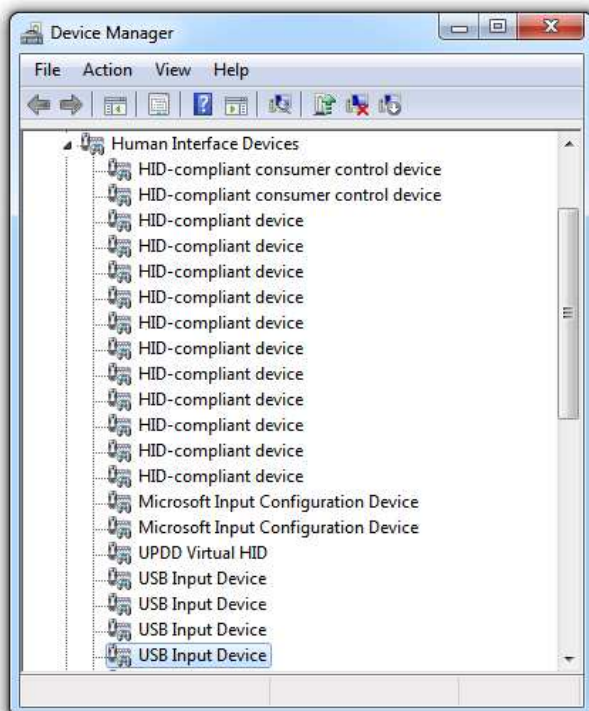 Device Manager
File Action View Help
Human Interface Devices
HID-compliant consumer control device
HID-compliant consumer control device
HID-compliant device
HID-compliant device
HID-compliant device
HID-compliant device
HID-compliant device
HID-compliant device
HID-compliant device
HID-compliant device
HID-compliant device
HID-compliant device
HID-compliant device
Microsoft Input Configuration Device
Microsoft Input Configuration Device
UPDD Virtual HID
USB Input Device
USB Input Device
USB Input Device
USB Input Device